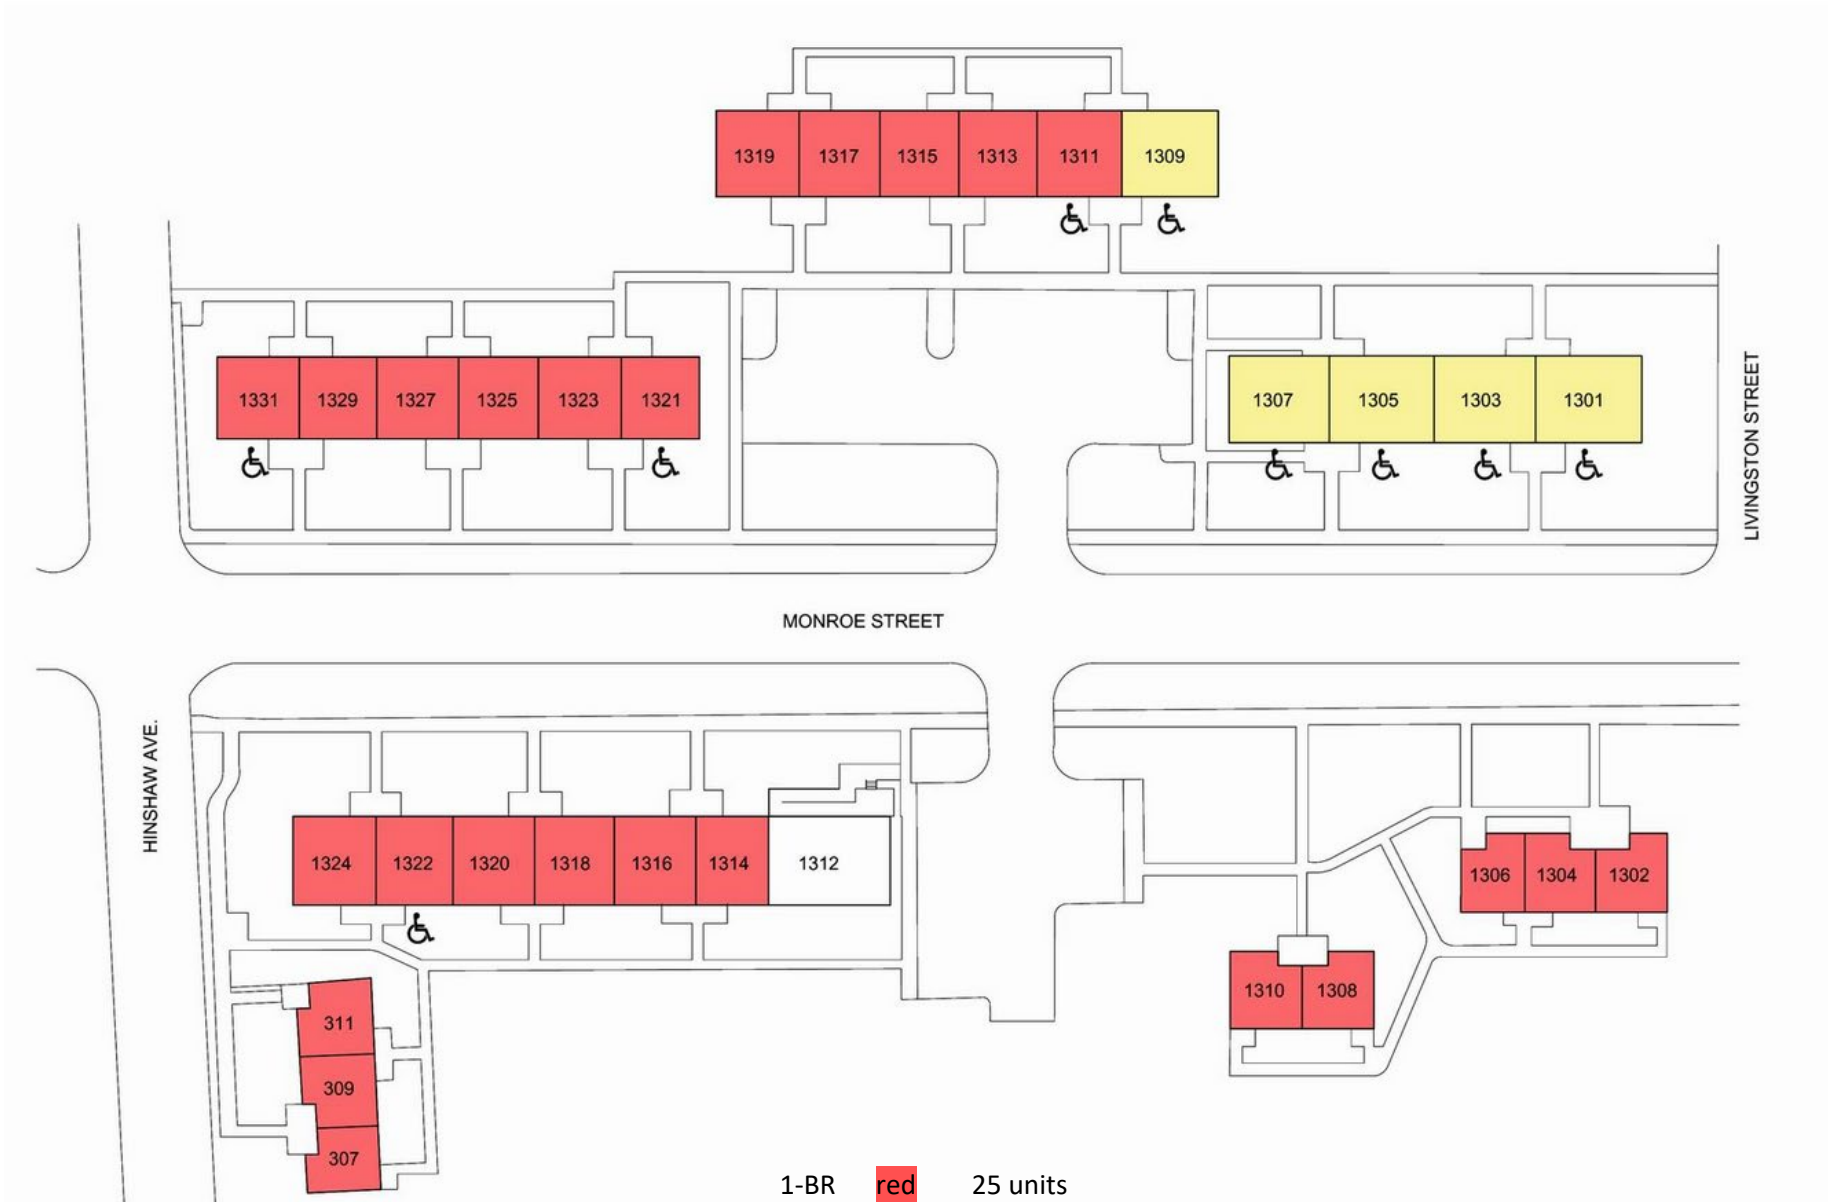 1319 1317 1315 1313 1311 1309
1331 1329 1327 1325 1323 1321
1307 1305 1303 1301
LIVINGSTON STREET
MONROE STREET
HINSHAW AVE.
1324 1322 1320 1318 1316 1314 1312
1306 1304 1302
1310 1308
311
309
307
1-BR red 25 units